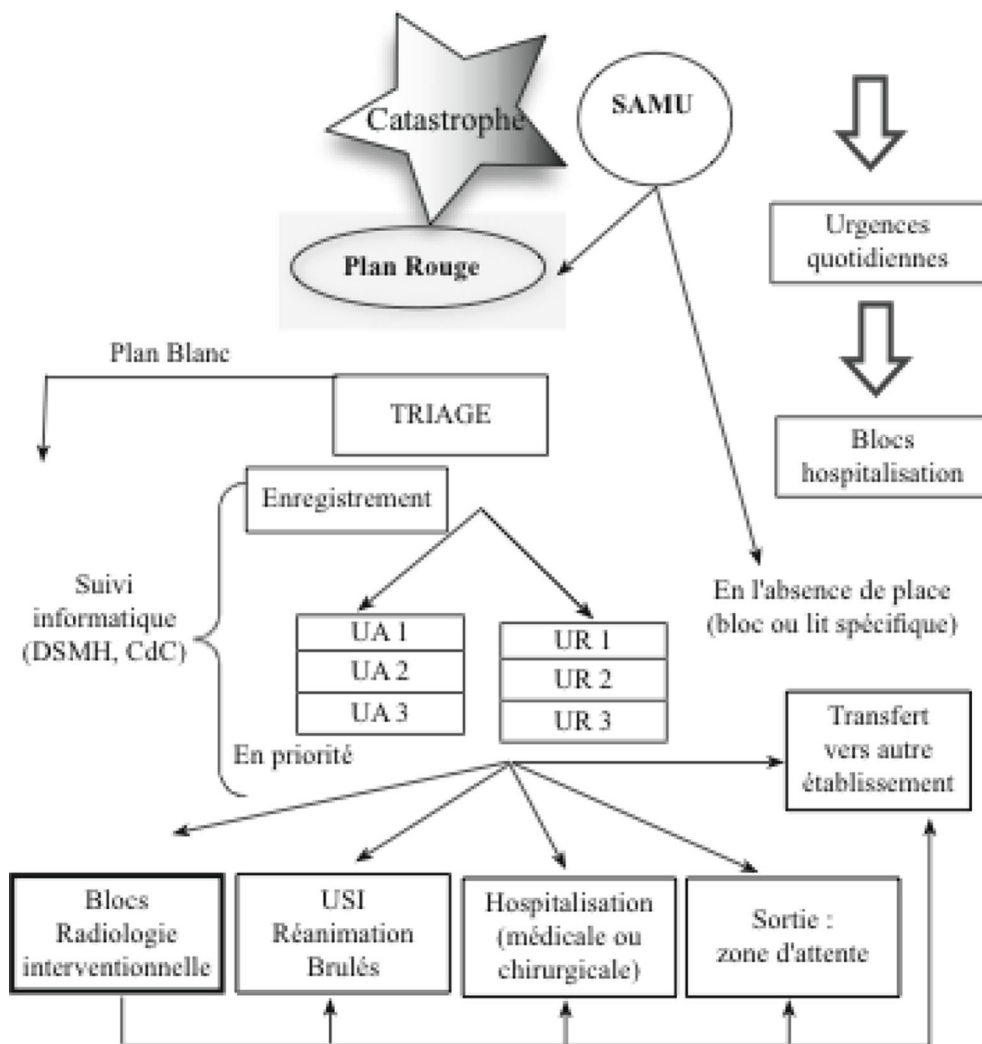 Catastrophe
SAMU
Plan Rouge
Urgences
quotidiennes
Plan Blanc
TRIAGE
Blocs
hospitalisation
Enregistrement
Suivi
informatique
(DSMH, CdC)
En l'absence de place
(bloc ou lit spécifique)
UA 1
UA 2
UA 3
UR 1
UR 2
UR 3
En priorité
Transfert
vers autre
établissement
Blocs
Radiologie
interventionnelle
USI
Réanimation
Brulés
Hospitalisation
(médicale ou
chirurgicale)
Sortie :
zone d'attente